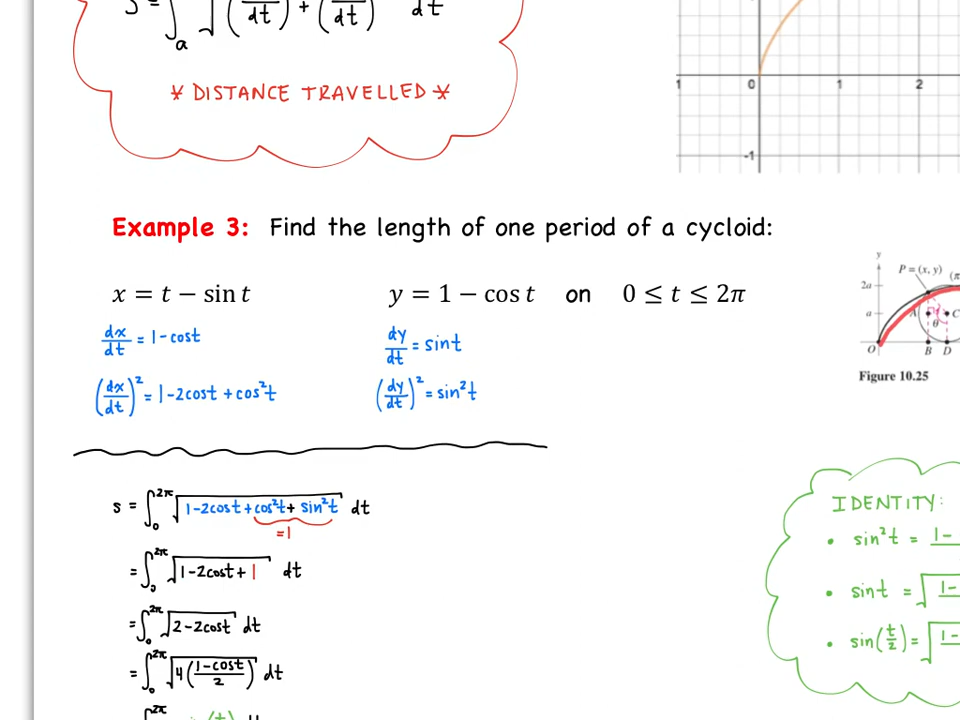 S = ∫ₐ √((  /dt) + (  /dt)) dt
* DISTANCE TRAVELLED *
1 0 1 2
-1
Example 3: Find the length of one period of a cycloid:
x = t − sin t y = 1 − cos t on 0 ≤ t ≤ 2π
dx/dt = 1-cost dy/dt = sint
(dx/dt)² = 1-2cost + cos²t (dy/dt)² = sin²t
y
P = (x, y) (π
2a
a A C
θ
O B D
Figure 10.25
s = ∫₀^2π √(1-2cost+cos²t+sin²t) dt
=1
= ∫₀^2π √(1-2cost+1) dt
= ∫₀^2π √(2-2cost) dt
= ∫₀^2π √(4((1-cost)/2)) dt
2π
IDENTITY:
• sin²t = 1-
• sint = √(1-
• sin(t/2) = √(1-